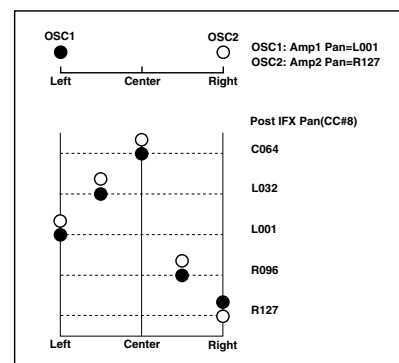 OSC1 OSC2
OSC1: Amp1 Pan=L001
OSC2: Amp2 Pan=R127
Left Center Right
Post IFX Pan(CC#8)
C064
L032
L001
R096
R127
Left Center Right